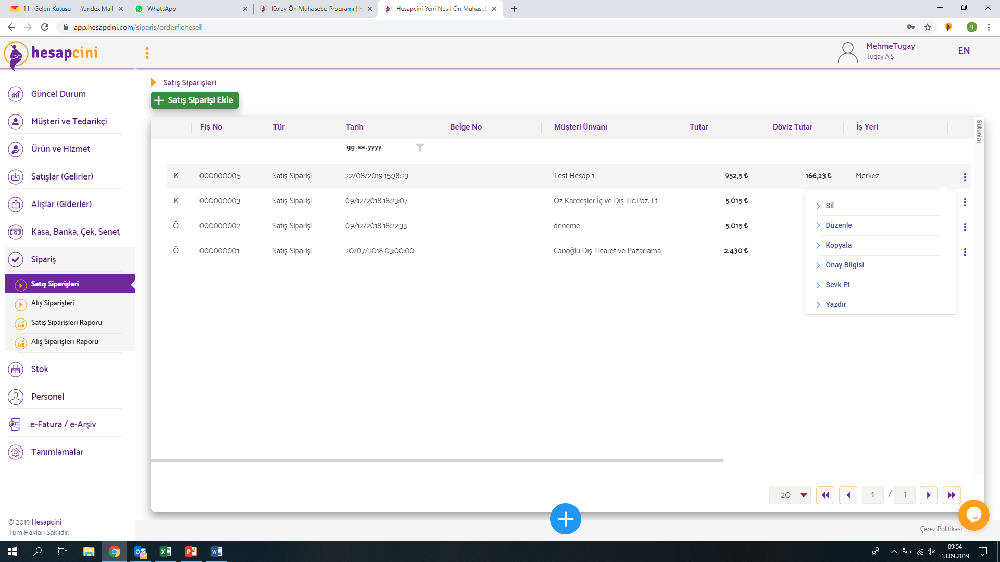 11 · Gelen Kutusu — Yandex.Mail
WhatsApp
Kolay Ön Muhasebe Programı | H
Hesapcini Yeni Nesil Ön Muhaseb
app.hesapcini.com/siparis/orderfichesell
g
hesapcini
MehmeTugay
Tugay A.Ş
EN
Güncel Durum
Müşteri ve Tedarikçi
Ürün ve Hizmet
Satışlar (Gelirler)
Alışlar (Giderler)
Kasa, Banka, Çek, Senet
Sipariş
Satış Siparişleri
Alış Siparişleri
Satış Siparişleri Raporu
Alış Siparişleri Raporu
Stok
Personel
e-Fatura / e-Arşiv
Tanımlamalar
© 2019 Hesapcini
Tüm Hakları Saklıdır.
Satış Siparişleri
Satış Siparişi Ekle
Fiş No Tür Tarih Belge No Müşteri Ünvanı Tutar Döviz Tutar İş Yeri
Sütunlar
gg.aa.yyyy
K 000000005 Satış Siparişi 22/08/2019 15:38:23 Test Hesap 1 952,5 ₺ 166,23 ₺ Merkez
K 000000003 Satış Siparişi 09/12/2018 18:23:07 Öz Kardeşler İç ve Dış Tic.Paz. Lt... 5.015 ₺
Ö 000000002 Satış Siparişi 09/12/2018 18:22:33 deneme 5.015 ₺
Ö 000000001 Satış Siparişi 20/07/2018 03:00:00 Canoğlu Dış Ticaret ve Pazarlama... 2.430 ₺
Sil
Düzenle
Kopyala
Onay Bilgisi
Sevk Et
Yazdır
20 1 / 1
Çerez Politikası
09:54
13.09.2019